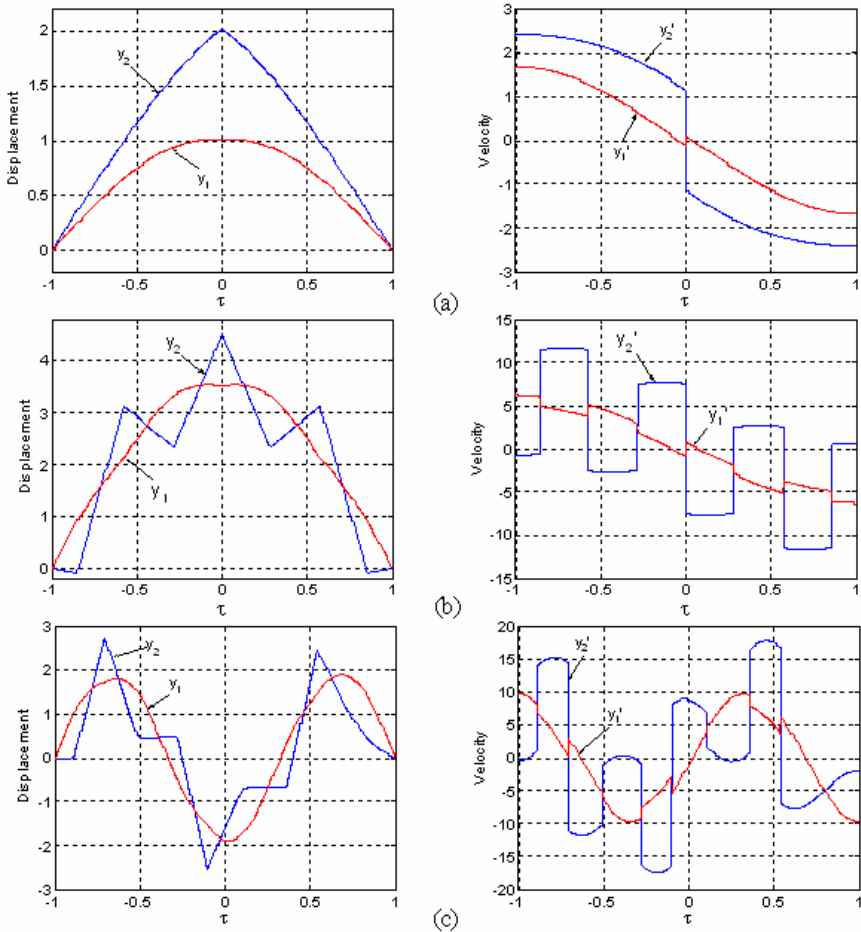 2
1.5
1
0.5
0
Displacement
y2
y1
-1
-0.5
0
0.5
1
τ
3
2
1
0
-1
-2
-3
Velocity
y2'
y1'
-1
-0.5
0
0.5
1
τ
(a)
4
3
2
1
0
Displacement
y2
y1
-1
-0.5
0
0.5
1
τ
15
10
5
0
-5
-10
-15
Velocity
y2'
y1'
-1
-0.5
0
0.5
1
τ
(b)
3
2
1
0
-1
-2
-3
Displacement
y2
y1
-1
-0.5
0
0.5
1
τ
20
15
10
5
0
-5
-10
-15
-20
Velocity
y2'
y1'
-1
-0.5
0
0.5
1
τ
(c)